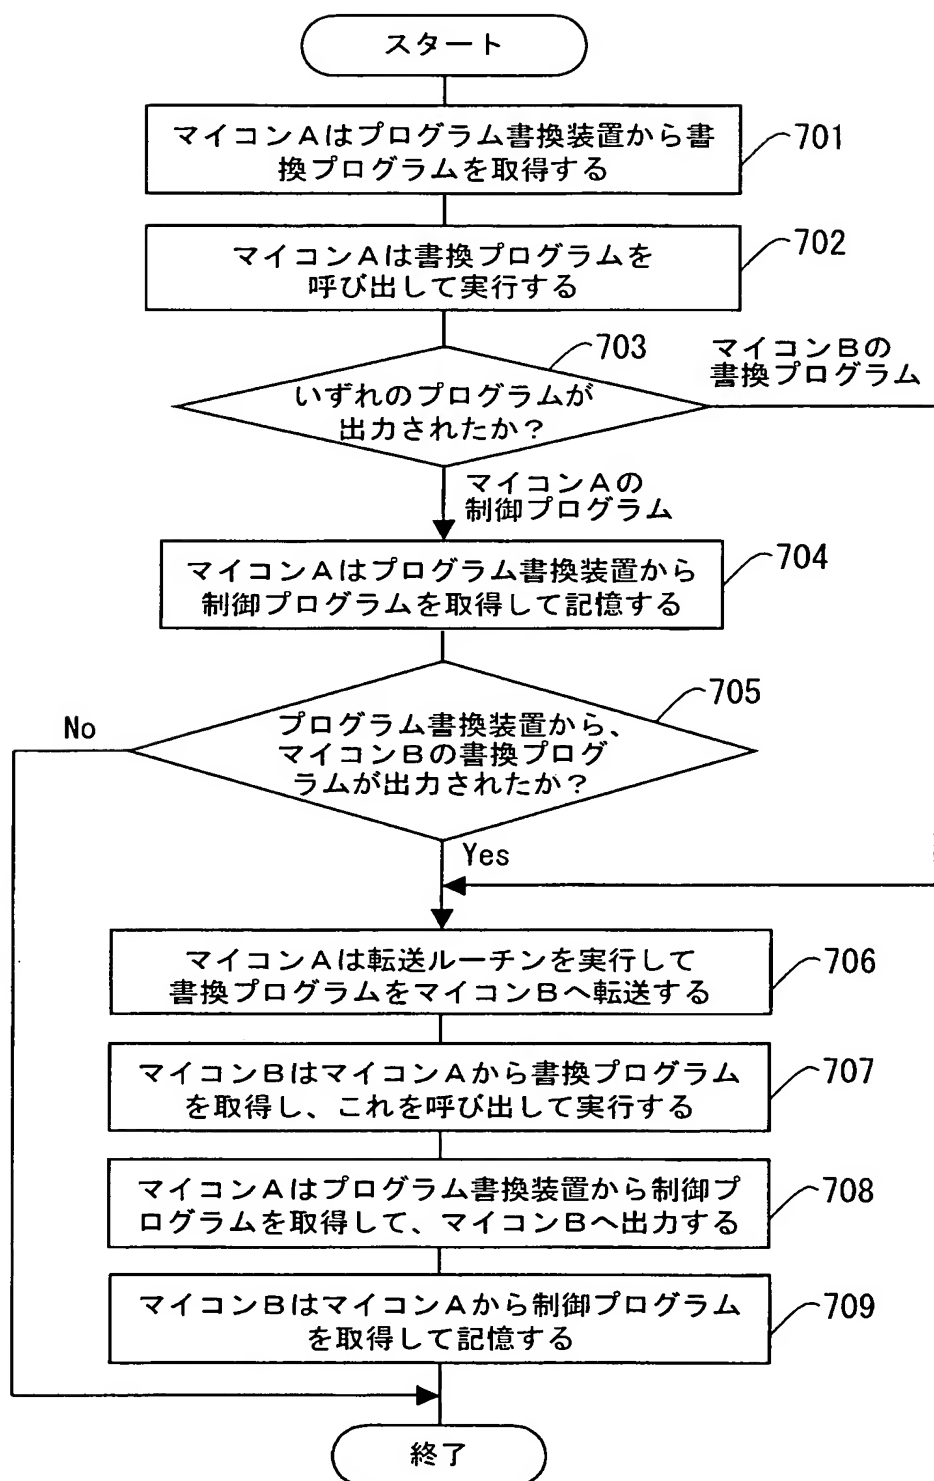 スタート
マイコンAはプログラム書換装置から書
換プログラムを取得する
701
マイコンAは書換プログラムを
呼び出して実行する
702
703
いずれのプログラムが
出力されたか?
マイコンBの
書換プログラム
マイコンAの
制御プログラム
マイコンAはプログラム書換装置から
制御プログラムを取得して記憶する
704
705
No
プログラム書換装置から、
マイコンBの書換プログ
ラムが出力されたか?
Yes
マイコンAは転送ルーチンを実行して
書換プログラムをマイコンBへ転送する
706
マイコンBはマイコンAから書換プログラム
を取得し、これを呼び出して実行する
707
マイコンAはプログラム書換装置から制御プ
ログラムを取得して、マイコンBへ出力する
708
マイコンBはマイコンAから制御プログラム
を取得して記憶する
709
終了